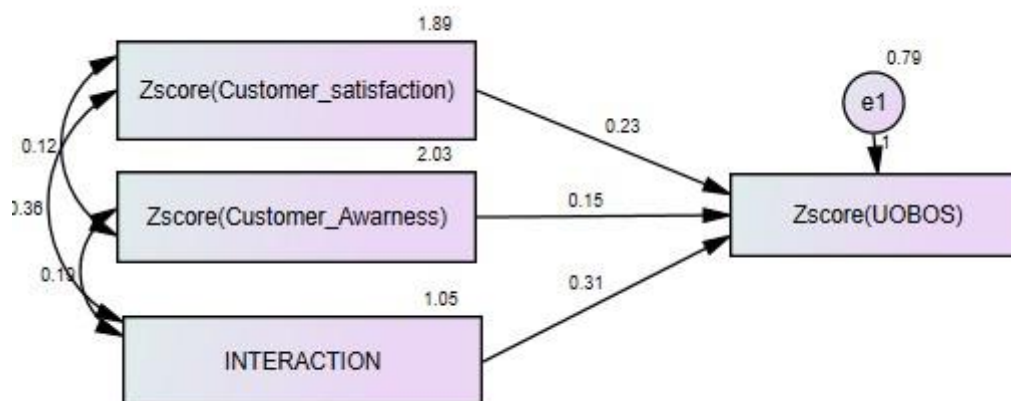 1.89
Zscore(Customer_satisfaction)
0.79
e1
1
0.23
0.12
2.03
Zscore(Customer_Awarness)
0.15
Zscore(UOBOS)
0.36
0.19
1.05
0.31
INTERACTION